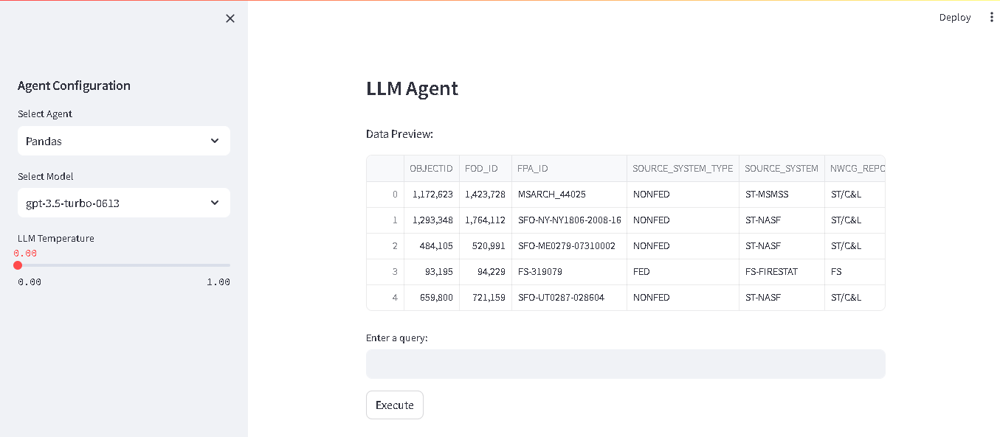 Deploy
Agent Configuration
Select Agent
Pandas
Select Model
gpt-3.5-turbo-0613
LLM Temperature
0.00
0.00 1.00
LLM Agent
Data Preview:
OBJECTID FOD_ID FPA_ID SOURCE_SYSTEM_TYPE SOURCE_SYSTEM NWCG_REPO
0 1,172,623 1,423,728 MSARCH_44025 NONFED ST-MSMSS ST/C&L
1 1,293,348 1,764,112 SFO-NY-NY1806-2008-16 NONFED ST-NASF ST/C&L
2 484,105 520,991 SFO-ME0279-07310002 NONFED ST-NASF ST/C&L
3 93,195 94,229 FS-319079 FED FS-FIRESTAT FS
4 659,800 721,159 SFO-UT0287-028604 NONFED ST-NASF ST/C&L
Enter a query:
Execute